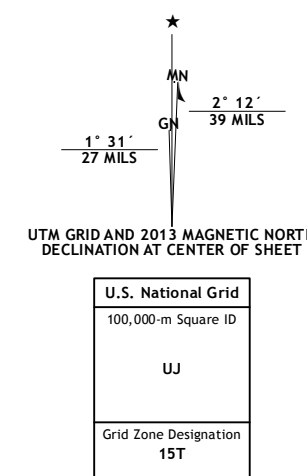 ★
MN
GN
2° 12´
39 MILS
1° 31´
27 MILS
UTM GRID AND 2013 MAGNETIC NORT
DECLINATION AT CENTER OF SHEET
U.S. National Grid
100,000-m Square ID
UJ
Grid Zone Designation
15T